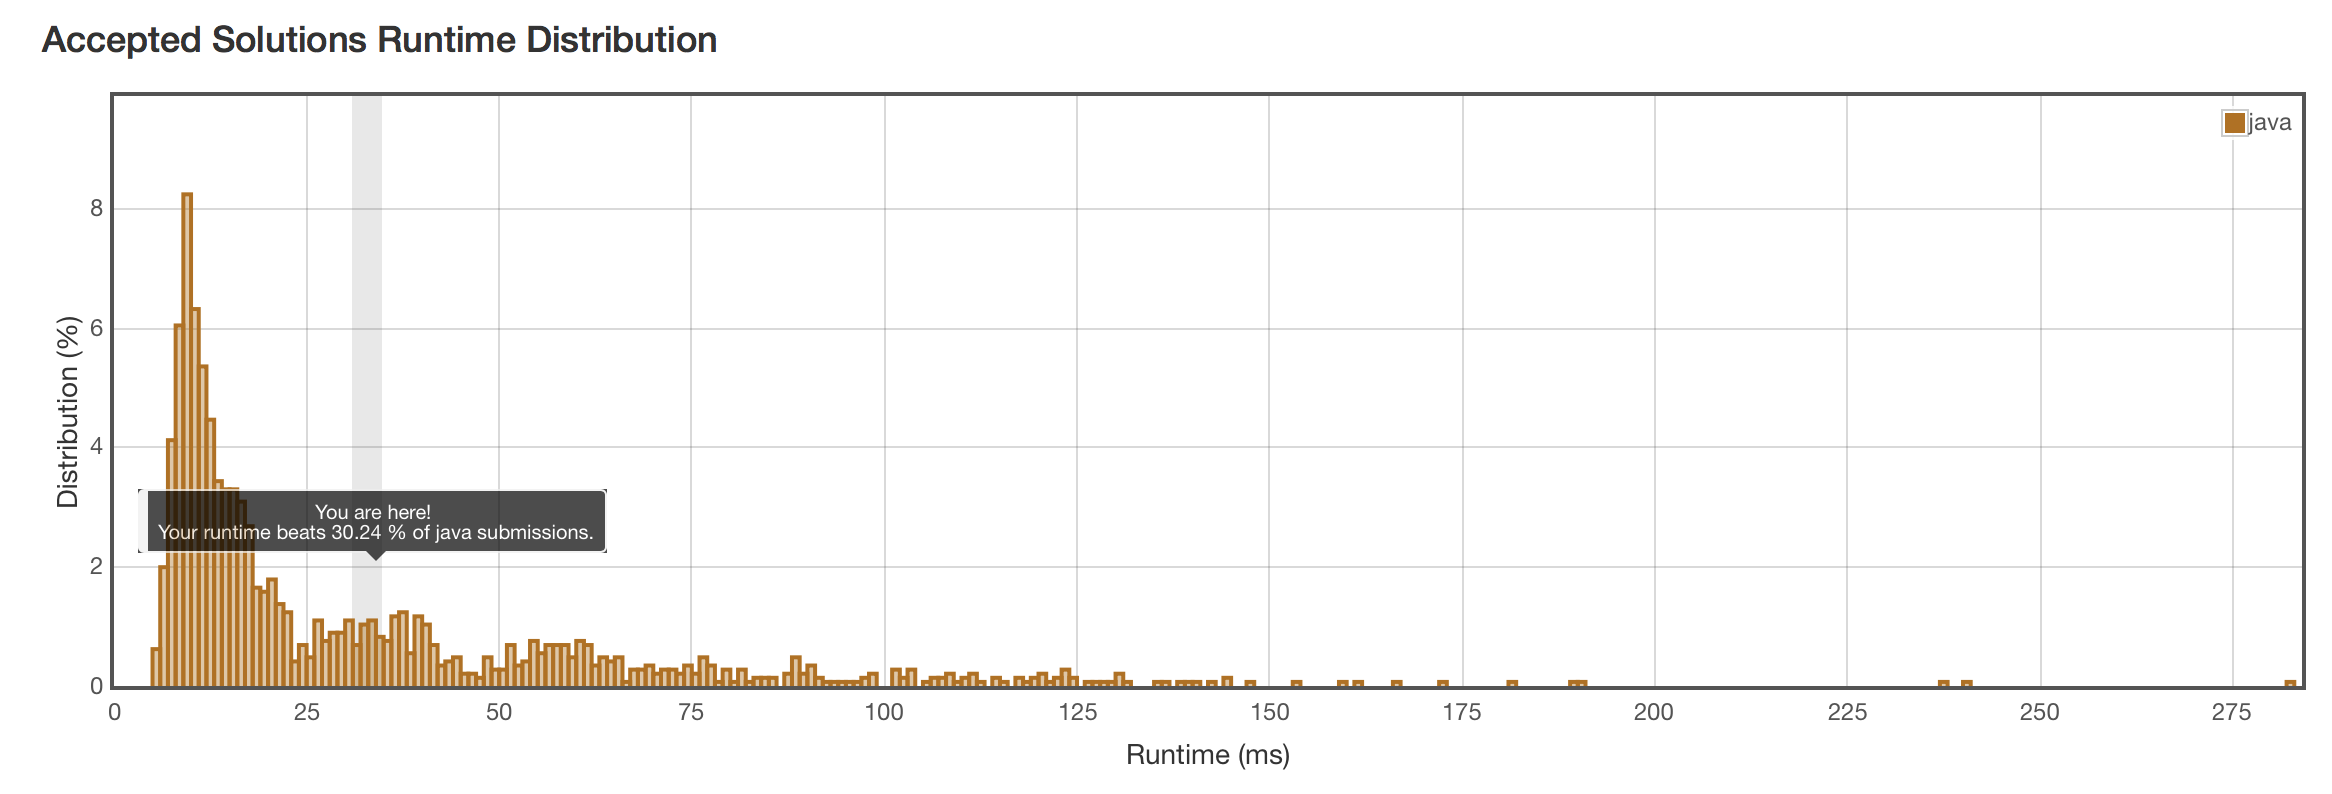 Accepted Solutions Runtime Distribution
java
8
6
4
2
0
Distribution (%)
You are here!
Your runtime beats 30.24 % of java submissions.
0 25 50 75 100 125 150 175 200 225 250 275
Runtime (ms)